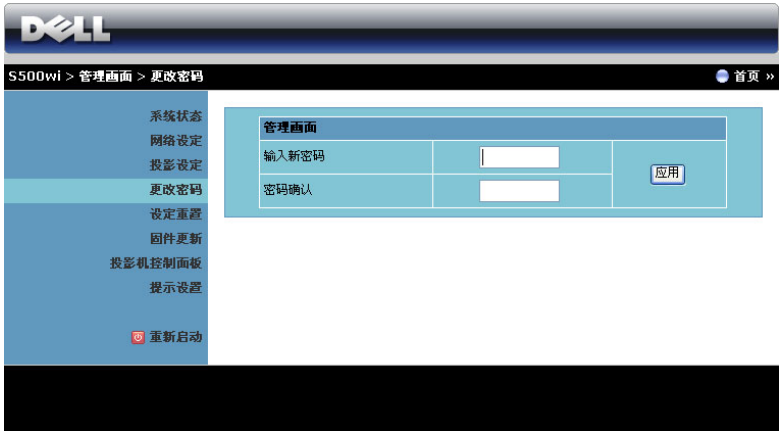 DELL
S500wi > 管理画面 > 更改密码
首页 »
系统状态
网络设定
投影设定
更改密码
设定重置
固件更新
投影机控制面板
提示设置
重新启动
管理画面
输入新密码
密码确认
应用